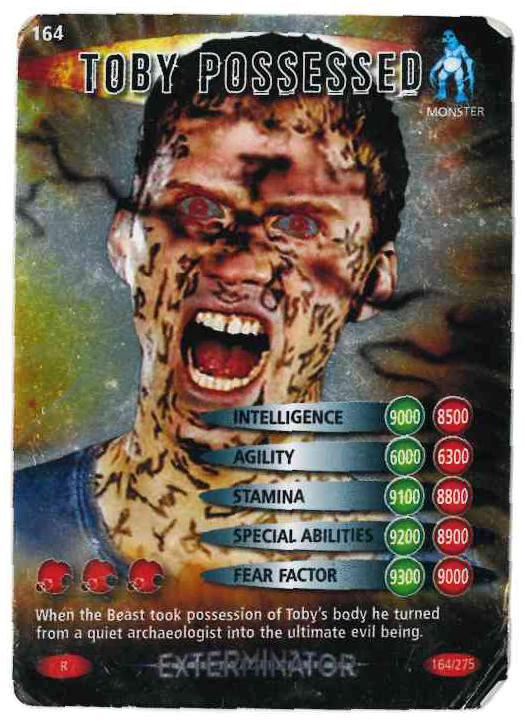 164
TOBY POSSESSED
MONSTER
INTELLIGENCE 9000 8500
AGILITY 6000 6300
STAMINA 9100 8800
SPECIAL ABILITIES 9200 8900
FEAR FACTOR 9300 9000
When the Beast took possession of Toby's body he turned
from a quiet archaeologist into the ultimate evil being.
R EXTERMINATOR 164/275